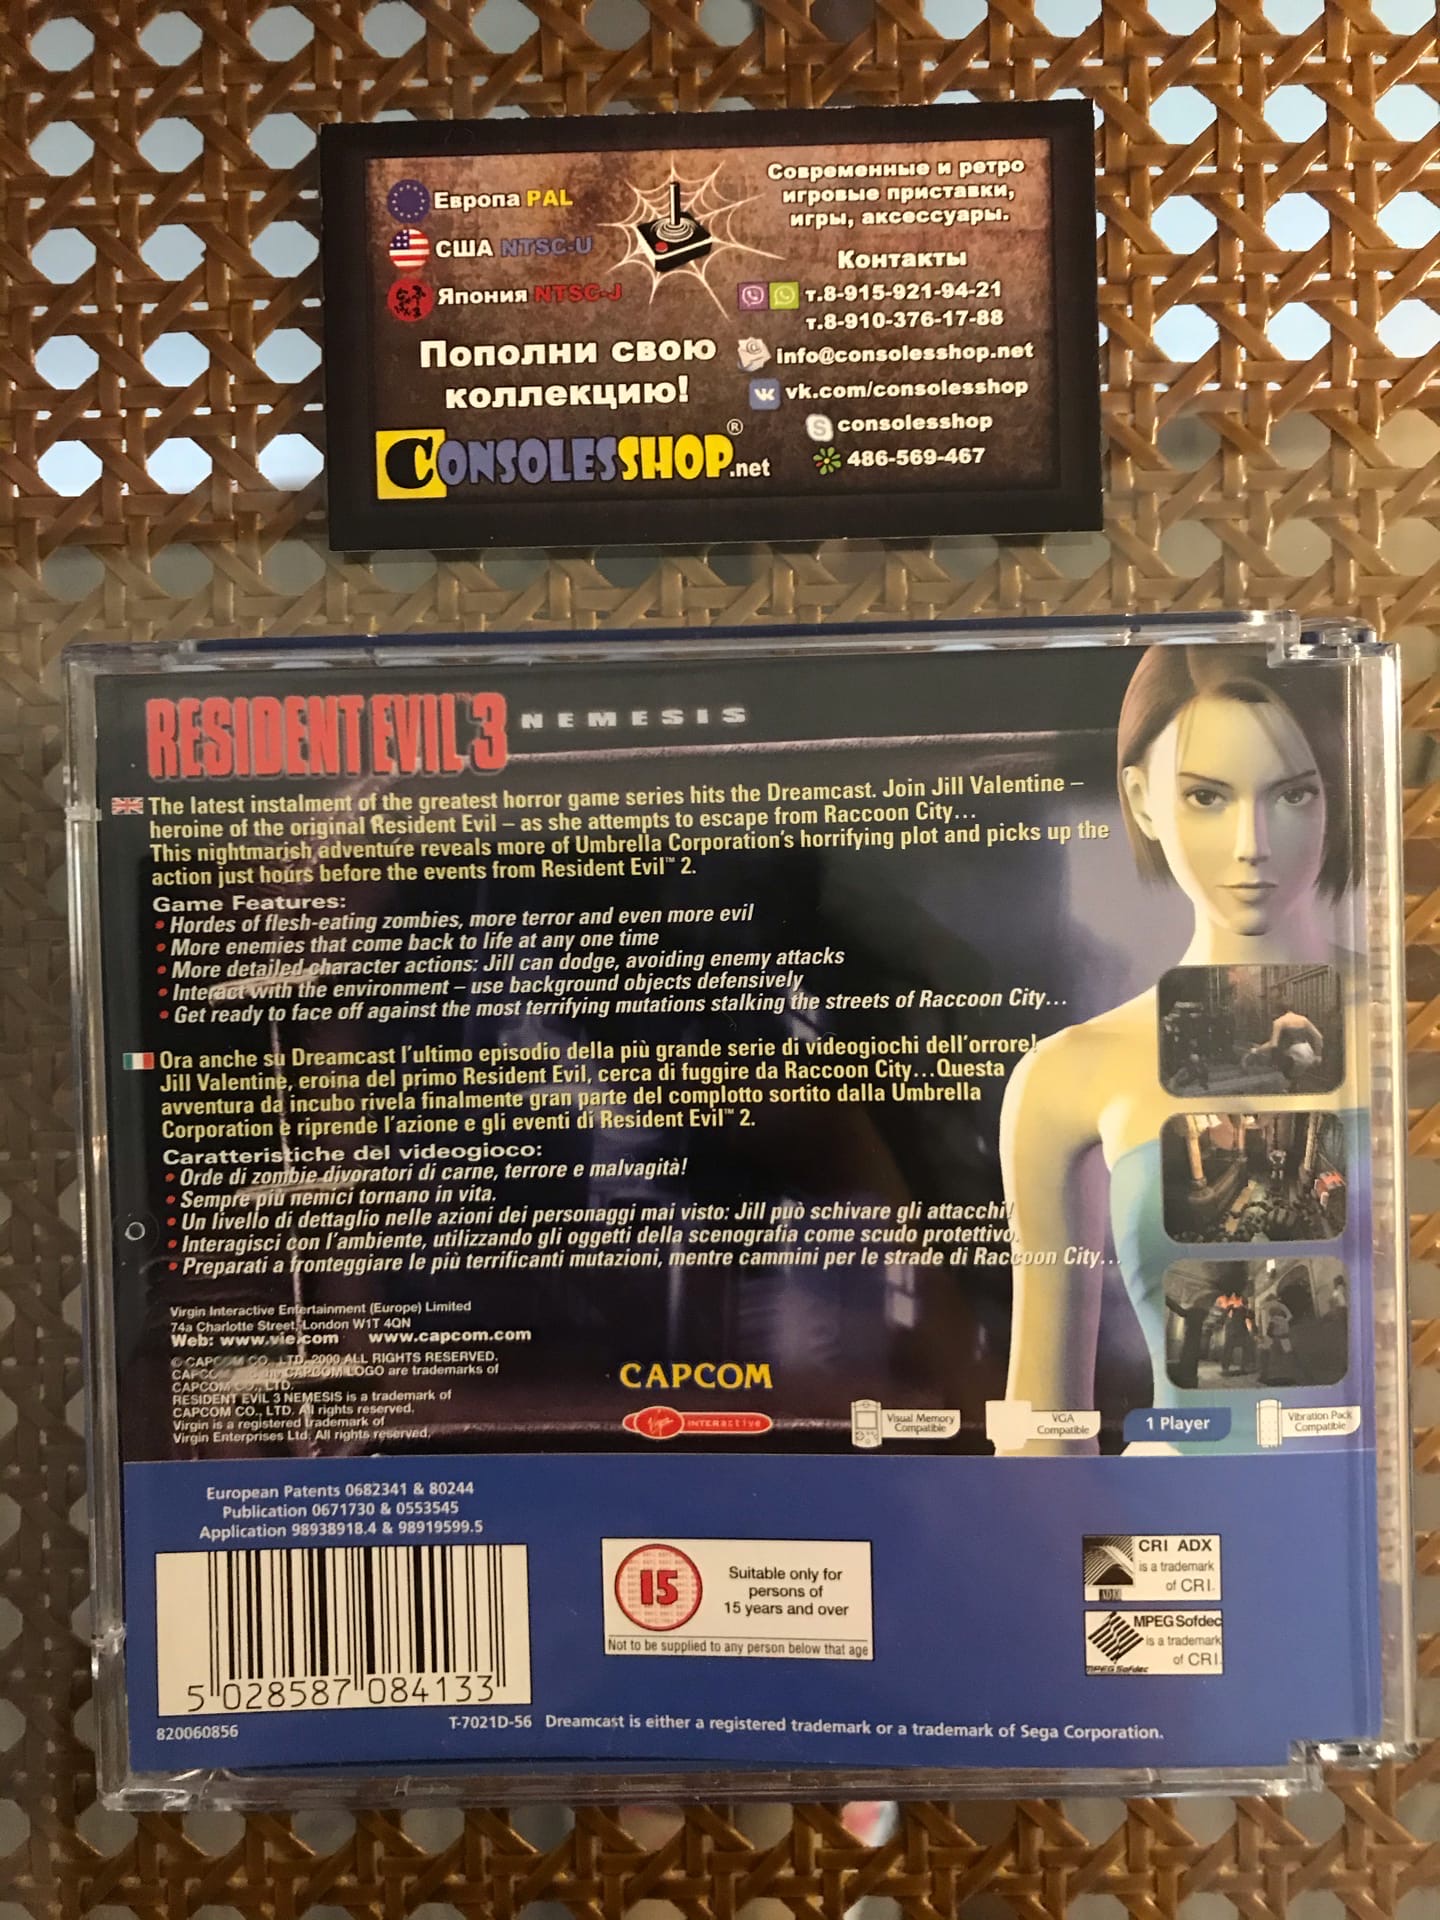 Европа PAL
США NTSC-U
Япония NTSC-J
Пополни свою
коллекцию!
CONSOLESSHOP.net ®
Современные и ретро
игровые приставки,
игры, аксессуары.
Контакты
т.8-915-921-94-21
т.8-910-376-17-88
info@consolesshop.net
vk.com/consolesshop
consolesshop
486-569-467
RESIDENT EVIL™ 3 NEMESIS
The latest instalment of the greatest horror game series hits the Dreamcast. Join Jill Valentine –
heroine of the original Resident Evil – as she attempts to escape from Raccoon City...
This nightmarish adventure reveals more of Umbrella Corporation's horrifying plot and picks up the
action just hours before the events from Resident Evil™ 2.
Game Features:
• Hordes of flesh-eating zombies, more terror and even more evil
• More enemies that come back to life at any one time
• More detailed character actions: Jill can dodge, avoiding enemy attacks
• Interact with the environment – use background objects defensively
• Get ready to face off against the most terrifying mutations stalking the streets of Raccoon City...
Ora anche su Dreamcast l'ultimo episodio della più grande serie di videogiochi dell'orrore!
Jill Valentine, eroina del primo Resident Evil, cerca di fuggire da Raccoon City...Questa
avventura da incubo rivela finalmente gran parte del complotto sortito dalla Umbrella
Corporation e riprende l'azione e gli eventi di Resident Evil™ 2.
Caratteristiche del videogioco:
• Orde di zombie divoratori di carne, terrore e malvagità!
• Sempre più nemici tornano in vita.
• Un livello di dettaglio nelle azioni dei personaggi mai visto: Jill può schivare gli attacchi!
• Interagisci con l'ambiente, utilizzando gli oggetti della scenografia come scudo protettivo.
• Preparati a fronteggiare le più terrificanti mutazioni, mentre cammini per le strade di Raccoon City...
Virgin Interactive Entertainment (Europe) Limited
74a Charlotte Street, London W1T 4QN
Web: www.vie.com www.capcom.com
© CAPCOM CO., LTD. 2000 ALL RIGHTS RESERVED.
CAPCOM and the CAPCOM LOGO are trademarks of
CAPCOM CO., LTD.
RESIDENT EVIL 3 NEMESIS is a trademark of
CAPCOM CO., LTD. All rights reserved.
Virgin is a registered trademark of
Virgin Enterprises Ltd. All rights reserved.
CAPCOM
Virgin INTERactive
Visual Memory
Compatible
VGA
Compatible
1 Player
Vibration Pack
Compatible
European Patents 0682341 & 80244
Publication 0671730 & 0553545
Application 98938918.4 & 98919599.5
5 028587 084133
820060856
15
Suitable only for
persons of
15 years and over
Not to be supplied to any person below that age
CRI ADX
is a trademark
of CRI.
ADX
MPEG Sofdec
is a trademark
of CRI.
MPEG Sofdec
T-7021D-56 Dreamcast is either a registered trademark or a trademark of Sega Corporation.